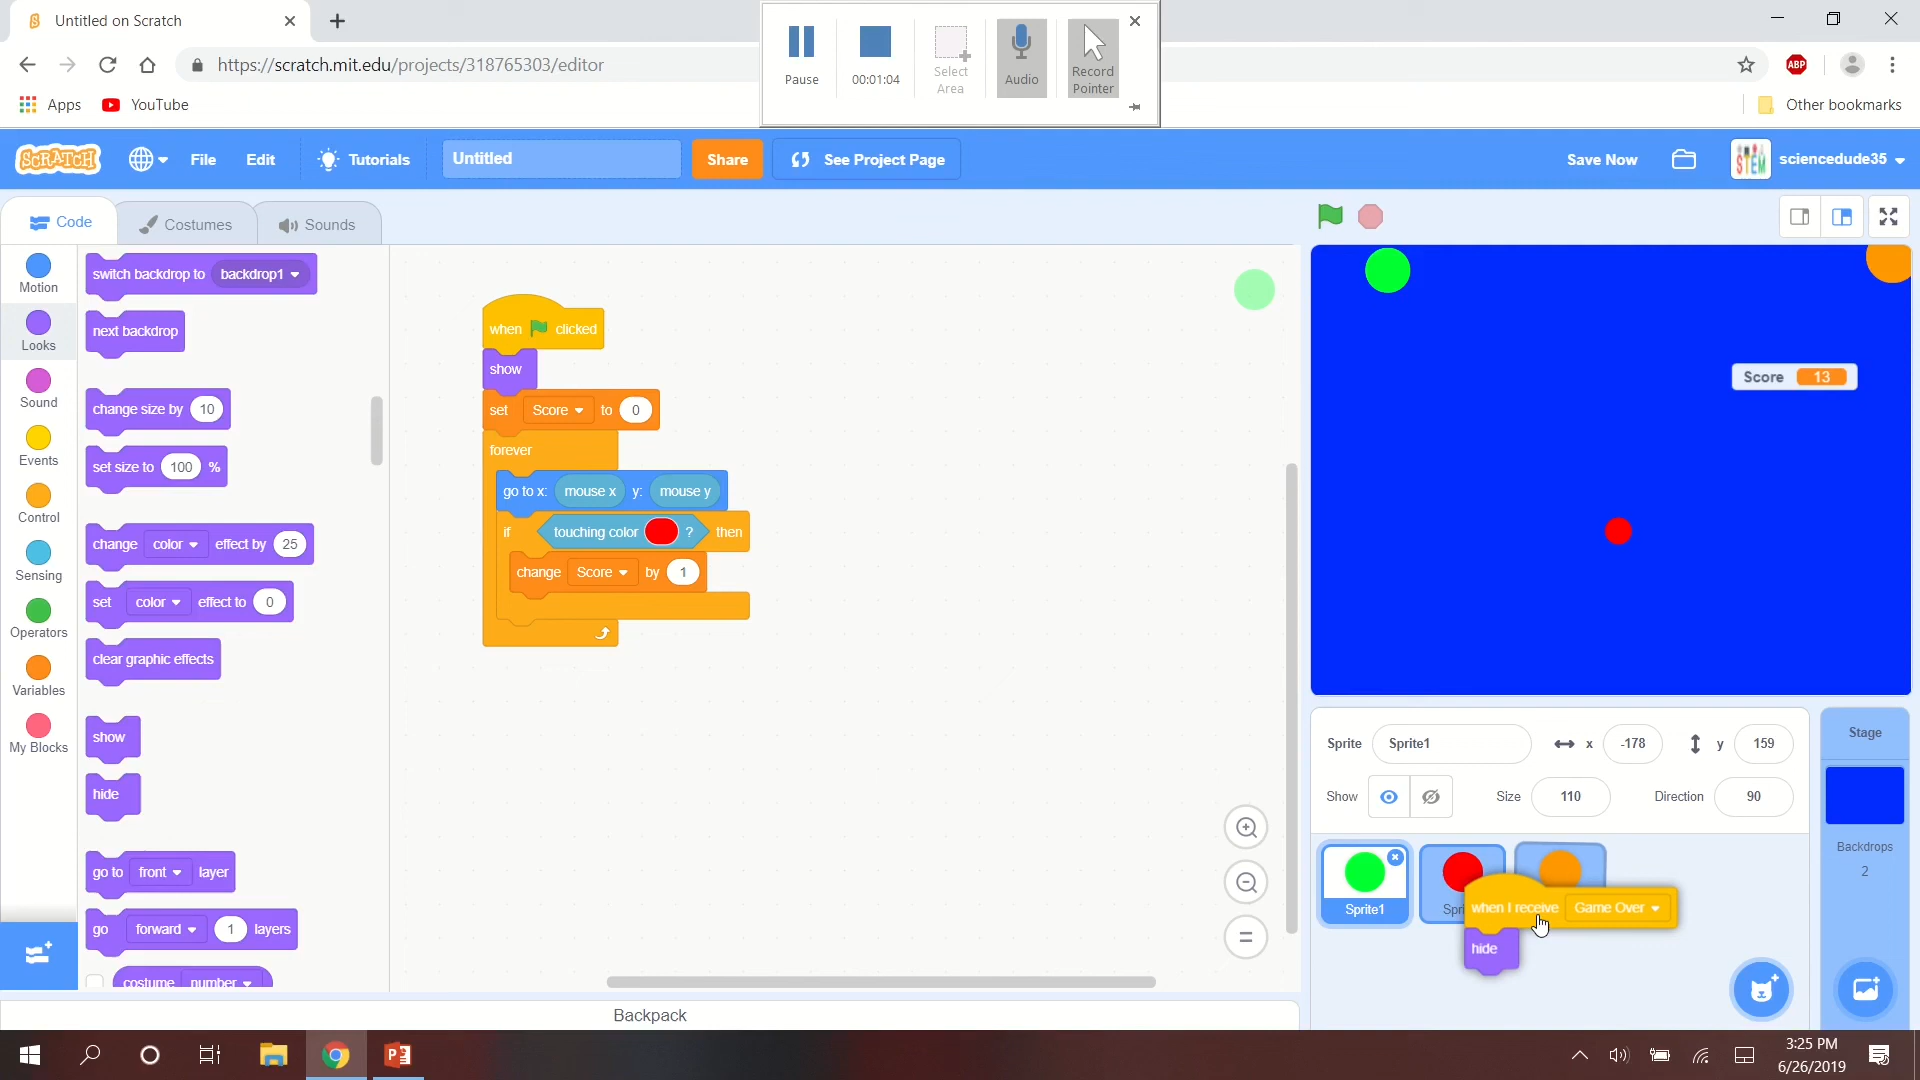 Untitled on Scratch
https://scratch.mit.edu/projects/318765303/editor
Pause
00:01:04
Select Area
Audio
Record Pointer
ABP
Apps
YouTube
Other bookmarks
SCRATCH
File
Edit
Tutorials
Untitled
Share
See Project Page
Save Now
STEM
sciencedude35
Code
Costumes
Sounds
Motion
Looks
Sound
Events
Control
Sensing
Operators
Variables
My Blocks
switch backdrop to backdrop1
next backdrop
change size by 10
set size to 100 %
change color effect by 25
set color effect to 0
clear graphic effects
show
hide
go to front layer
go forward 1 layers
costume number
when clicked
show
set Score to 0
forever
go to x: mouse x y: mouse y
if touching color ? then
change Score by 1
Score 13
Sprite Sprite1 x -178 y 159
Show Size 110 Direction 90
Sprite1
when I receive Game Over
hide
Stage
Backdrops
2
Backpack
3:25 PM
6/26/2019